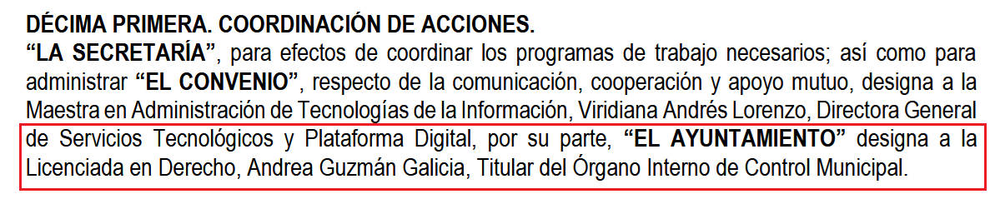 DÉCIMA PRIMERA. COORDINACIÓN DE ACCIONES.
“LA SECRETARÍA”, para efectos de coordinar los programas de trabajo necesarios; así como para
administrar “EL CONVENIO”, respecto de la comunicación, cooperación y apoyo mutuo, designa a la
Maestra en Administración de Tecnologías de la Información, Viridiana Andrés Lorenzo, Directora General
de Servicios Tecnológicos y Plataforma Digital, por su parte, “EL AYUNTAMIENTO” designa a la
Licenciada en Derecho, Andrea Guzmán Galicia, Titular del Órgano Interno de Control Municipal.